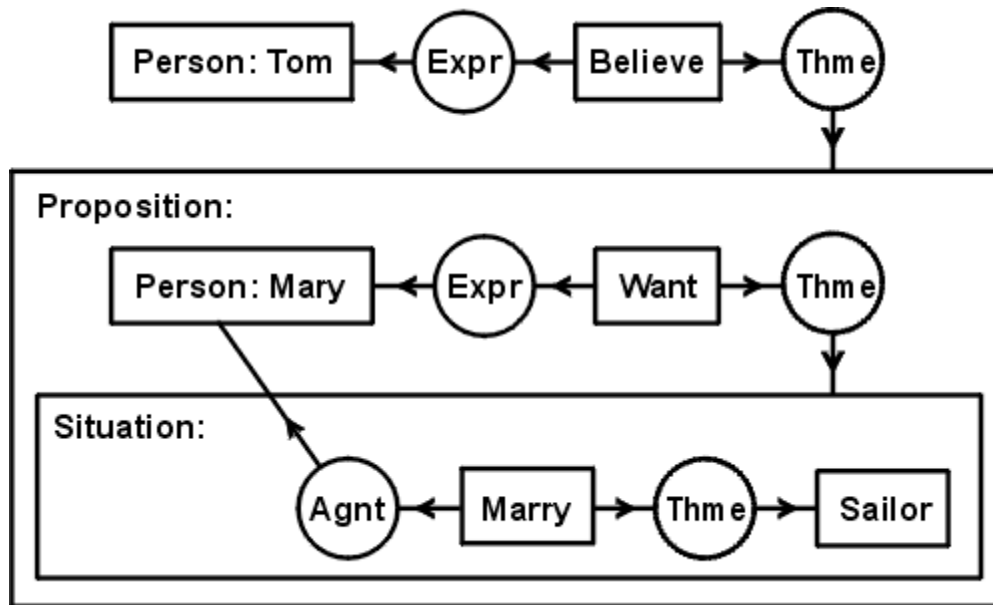 Person: Tom Expr Believe Thme
Proposition:
Person: Mary Expr Want Thme
Situation:
Agnt Marry Thme Sailor